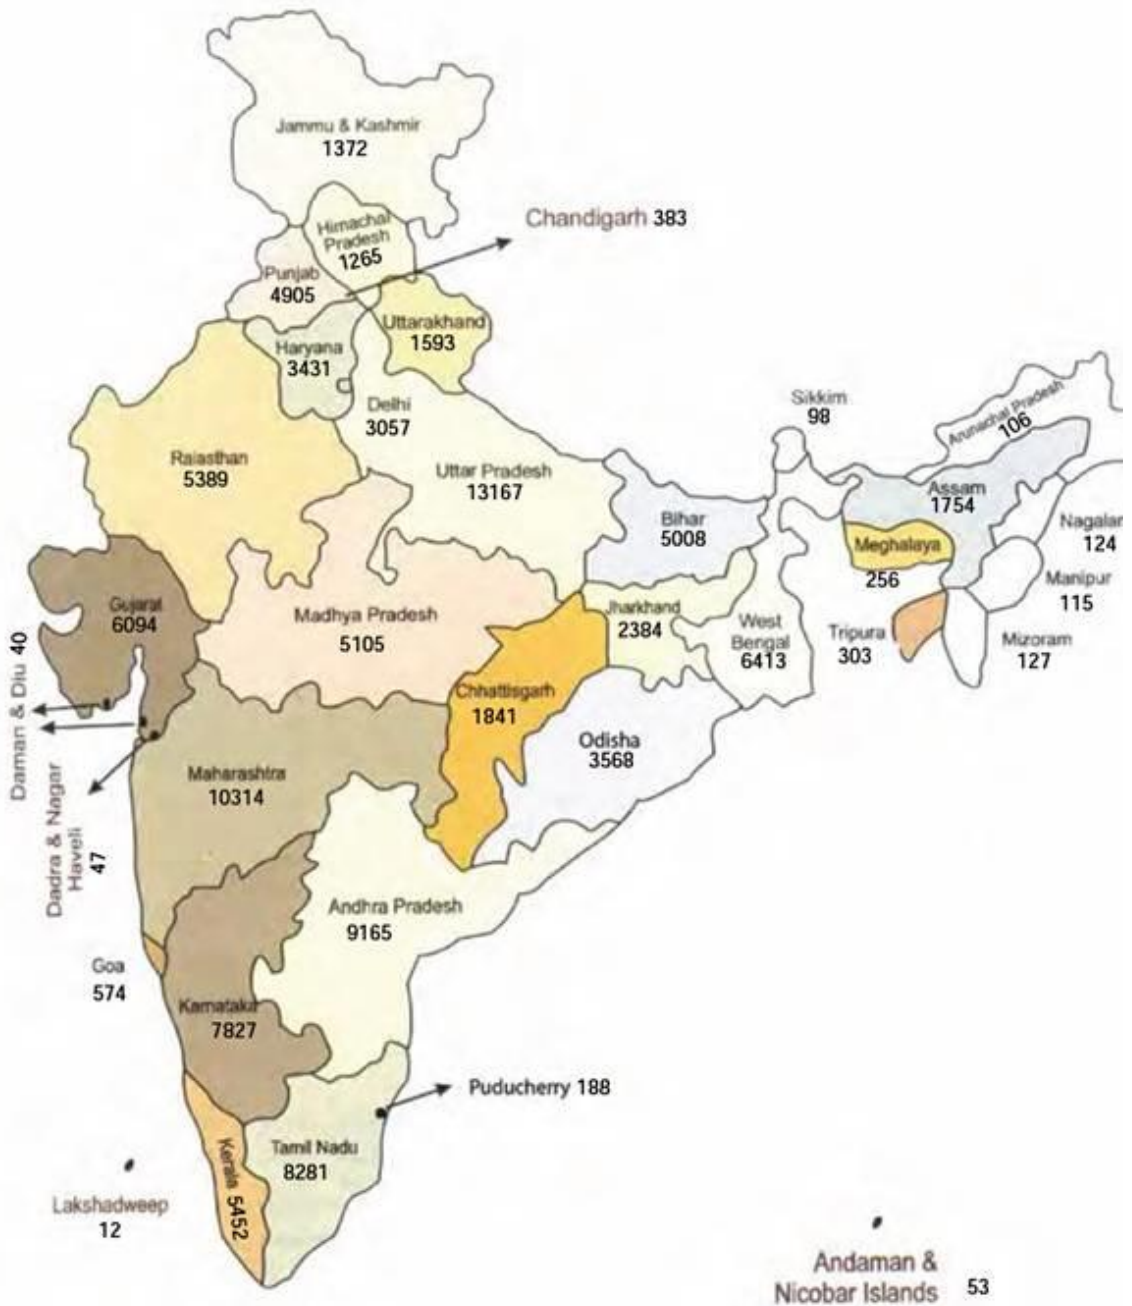 Jammu & Kashmir
1372
Himachal
Pradesh
1265
Chandigarh 383
Punjab
4905
Uttarakhand
1593
Haryana
3431
Delhi
3057
Sikkim
98
Arunachal Pradesh
106
Rajasthan
5389
Uttar Pradesh
13167
Assam
1754
Bihar
5008
Nagalan
124
Meghalaya
256
Manipur
115
Gujarat
6094
Madhya Pradesh
5105
Jharkhand
2384
West
Bengal
6413
Tripura
303
Mizoram
127
Daman & Diu 40
Chhattisgarh
1841
Odisha
3568
Maharashtra
10314
Dadra & Nagar
Haveli 47
Andhra Pradesh
9165
Goa
574
Karnataka
7827
Puducherry 188
Tamil Nadu
8281
Kerala 5452
Lakshadweep
12
Andaman &
Nicobar Islands 53